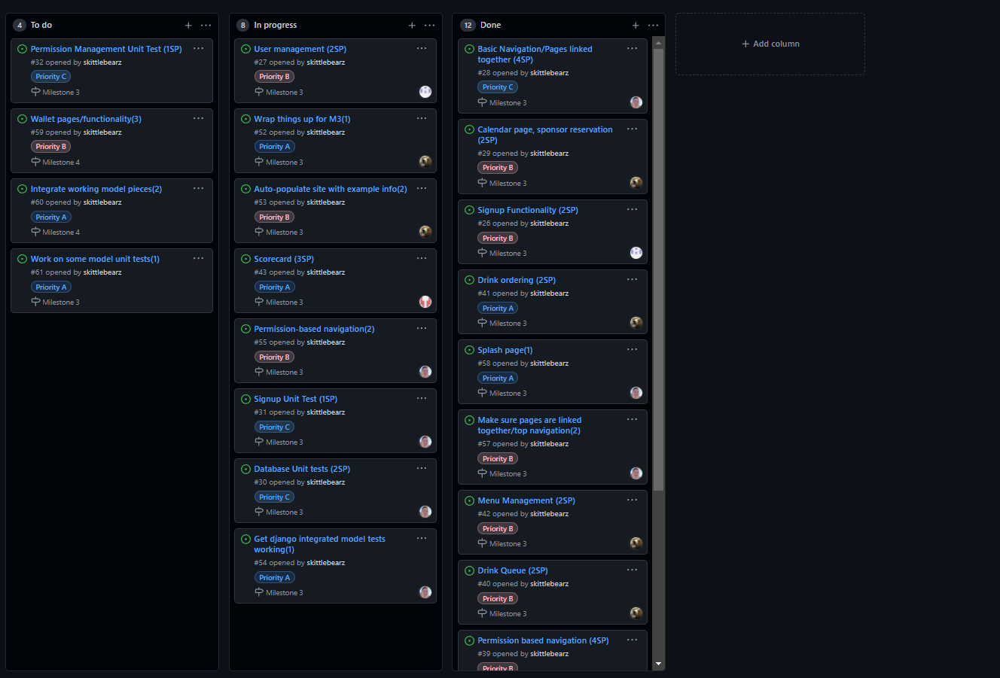 4 To do
Permission Management Unit Test (1SP)
#32 opened by skittlebearz
Priority C
Milestone 3
Wallet pages/functionality(3)
#59 opened by skittlebearz
Priority B
Milestone 4
Integrate working model pieces(2)
#60 opened by skittlebearz
Priority A
Milestone 4
Work on some model unit tests(1)
#61 opened by skittlebearz
Priority A
Milestone 3
8 In progress
User management (2SP)
#27 opened by skittlebearz
Priority B
Milestone 3
Wrap things up for M3(1)
#52 opened by skittlebearz
Priority A
Milestone 3
Auto-populate site with example info(2)
#53 opened by skittlebearz
Priority B
Milestone 3
Scorecard (3SP)
#43 opened by skittlebearz
Priority A
Milestone 3
Permission-based navigation(2)
#55 opened by skittlebearz
Priority B
Milestone 3
Signup Unit Test (1SP)
#31 opened by skittlebearz
Priority C
Milestone 3
Database Unit tests (2SP)
#30 opened by skittlebearz
Priority C
Milestone 3
Get django integrated model tests
working(1)
#54 opened by skittlebearz
Priority A
Milestone 3
12 Done
Basic Navigation/Pages linked
together (4SP)
#28 opened by skittlebearz
Priority C
Milestone 3
Calendar page, sponsor reservation
(2SP)
#29 opened by skittlebearz
Priority B
Milestone 3
Signup Functionality (2SP)
#26 opened by skittlebearz
Priority B
Milestone 3
Drink ordering (2SP)
#41 opened by skittlebearz
Priority A
Milestone 3
Splash page(1)
#58 opened by skittlebearz
Priority A
Milestone 3
Make sure pages are linked
together/top navigation(2)
#57 opened by skittlebearz
Priority B
Milestone 3
Menu Management (2SP)
#42 opened by skittlebearz
Priority B
Milestone 3
Drink Queue (2SP)
#40 opened by skittlebearz
Priority B
Milestone 3
Permission based navigation (4SP)
#39 opened by skittlebearz
Priority B
Add column